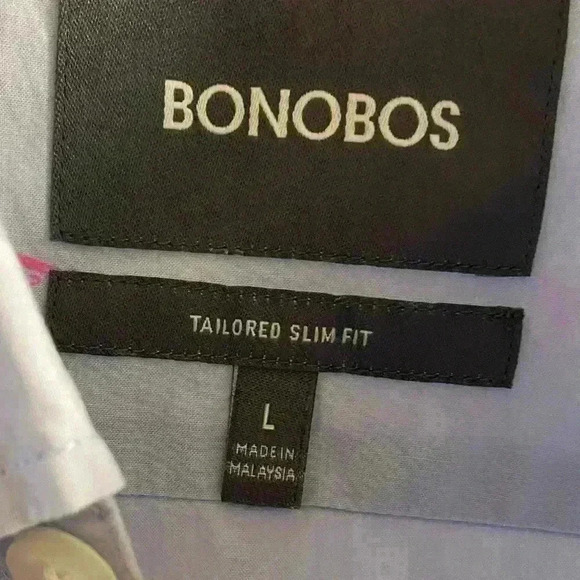 BONOBOS
TAILORED SLIM FIT
L
MADE IN
MALAYSIA